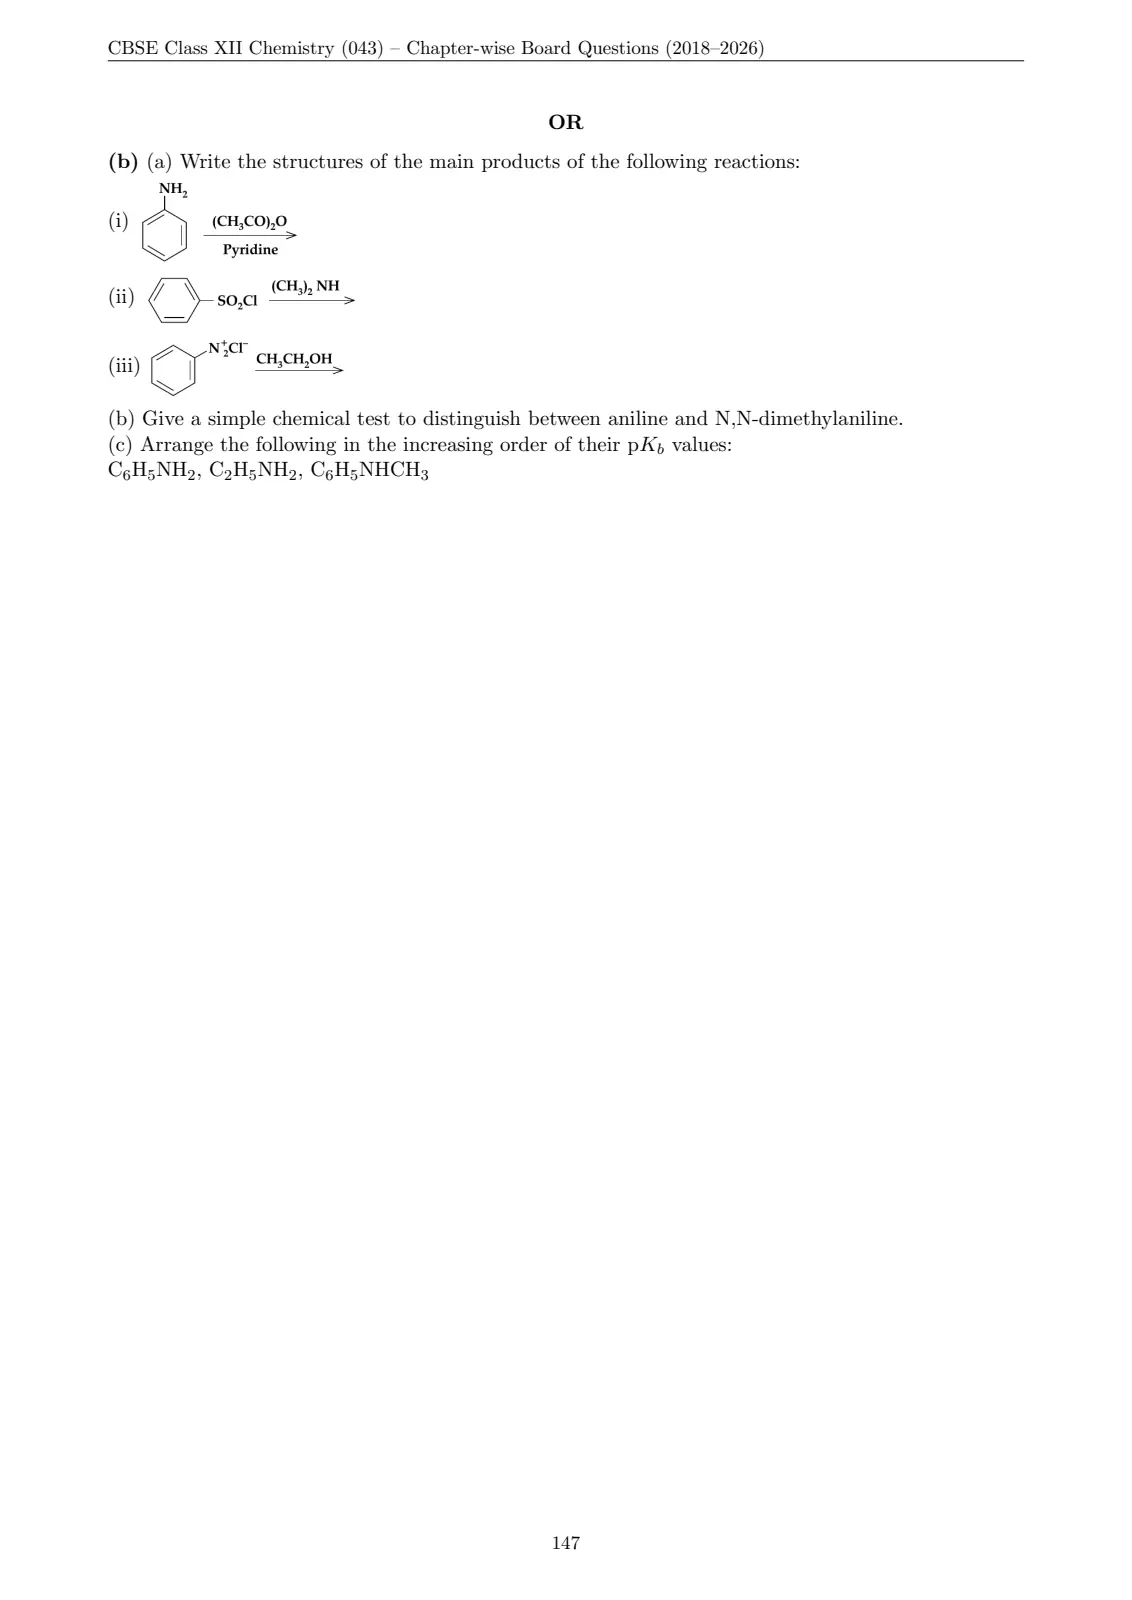 CBSE Class XII Chemistry (043) – Chapter-wise Board Questions (2018–2026)
OR
(b) (a) Write the structures of the main products of the following reactions:
NH₂
(i) (CH₃CO)₂O
Pyridine
(ii) SO₂Cl (CH₃)₂ NH
(iii) N₂⁺Cl⁻ CH₃CH₂OH
(b) Give a simple chemical test to distinguish between aniline and N,N-dimethylaniline.
(c) Arrange the following in the increasing order of their pK_b values:
C₆H₅NH₂, C₂H₅NH₂, C₆H₅NHCH₃
147